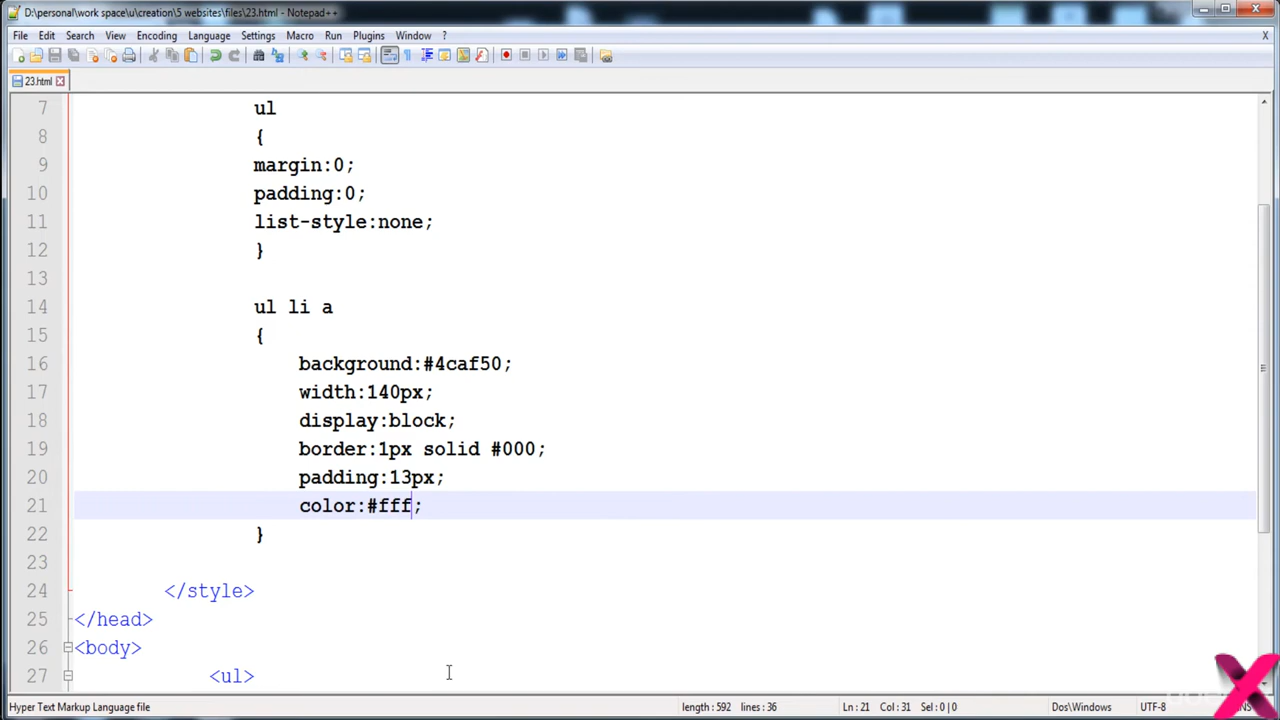 D:\personal\work space\u\creation\5 websites\files\23.html - Notepad++
File Edit Search View Encoding Language Settings Macro Run Plugins Window ? X
23.html
7 ul
8 {
9 margin:0;
10 padding:0;
11 list-style:none;
12 }
13
14 ul li a
15 {
16 background:#4caf50;
17 width:140px;
18 display:block;
19 border:1px solid #000;
20 padding:13px;
21 color:#fff;
22 }
23
24 </style>
25 </head>
26 <body>
27 <ul>
Hyper Text Markup Language file length: 592 lines: 36 Ln: 21 Col: 31 Sel: 0 | 0 Dos\Windows UTF-8